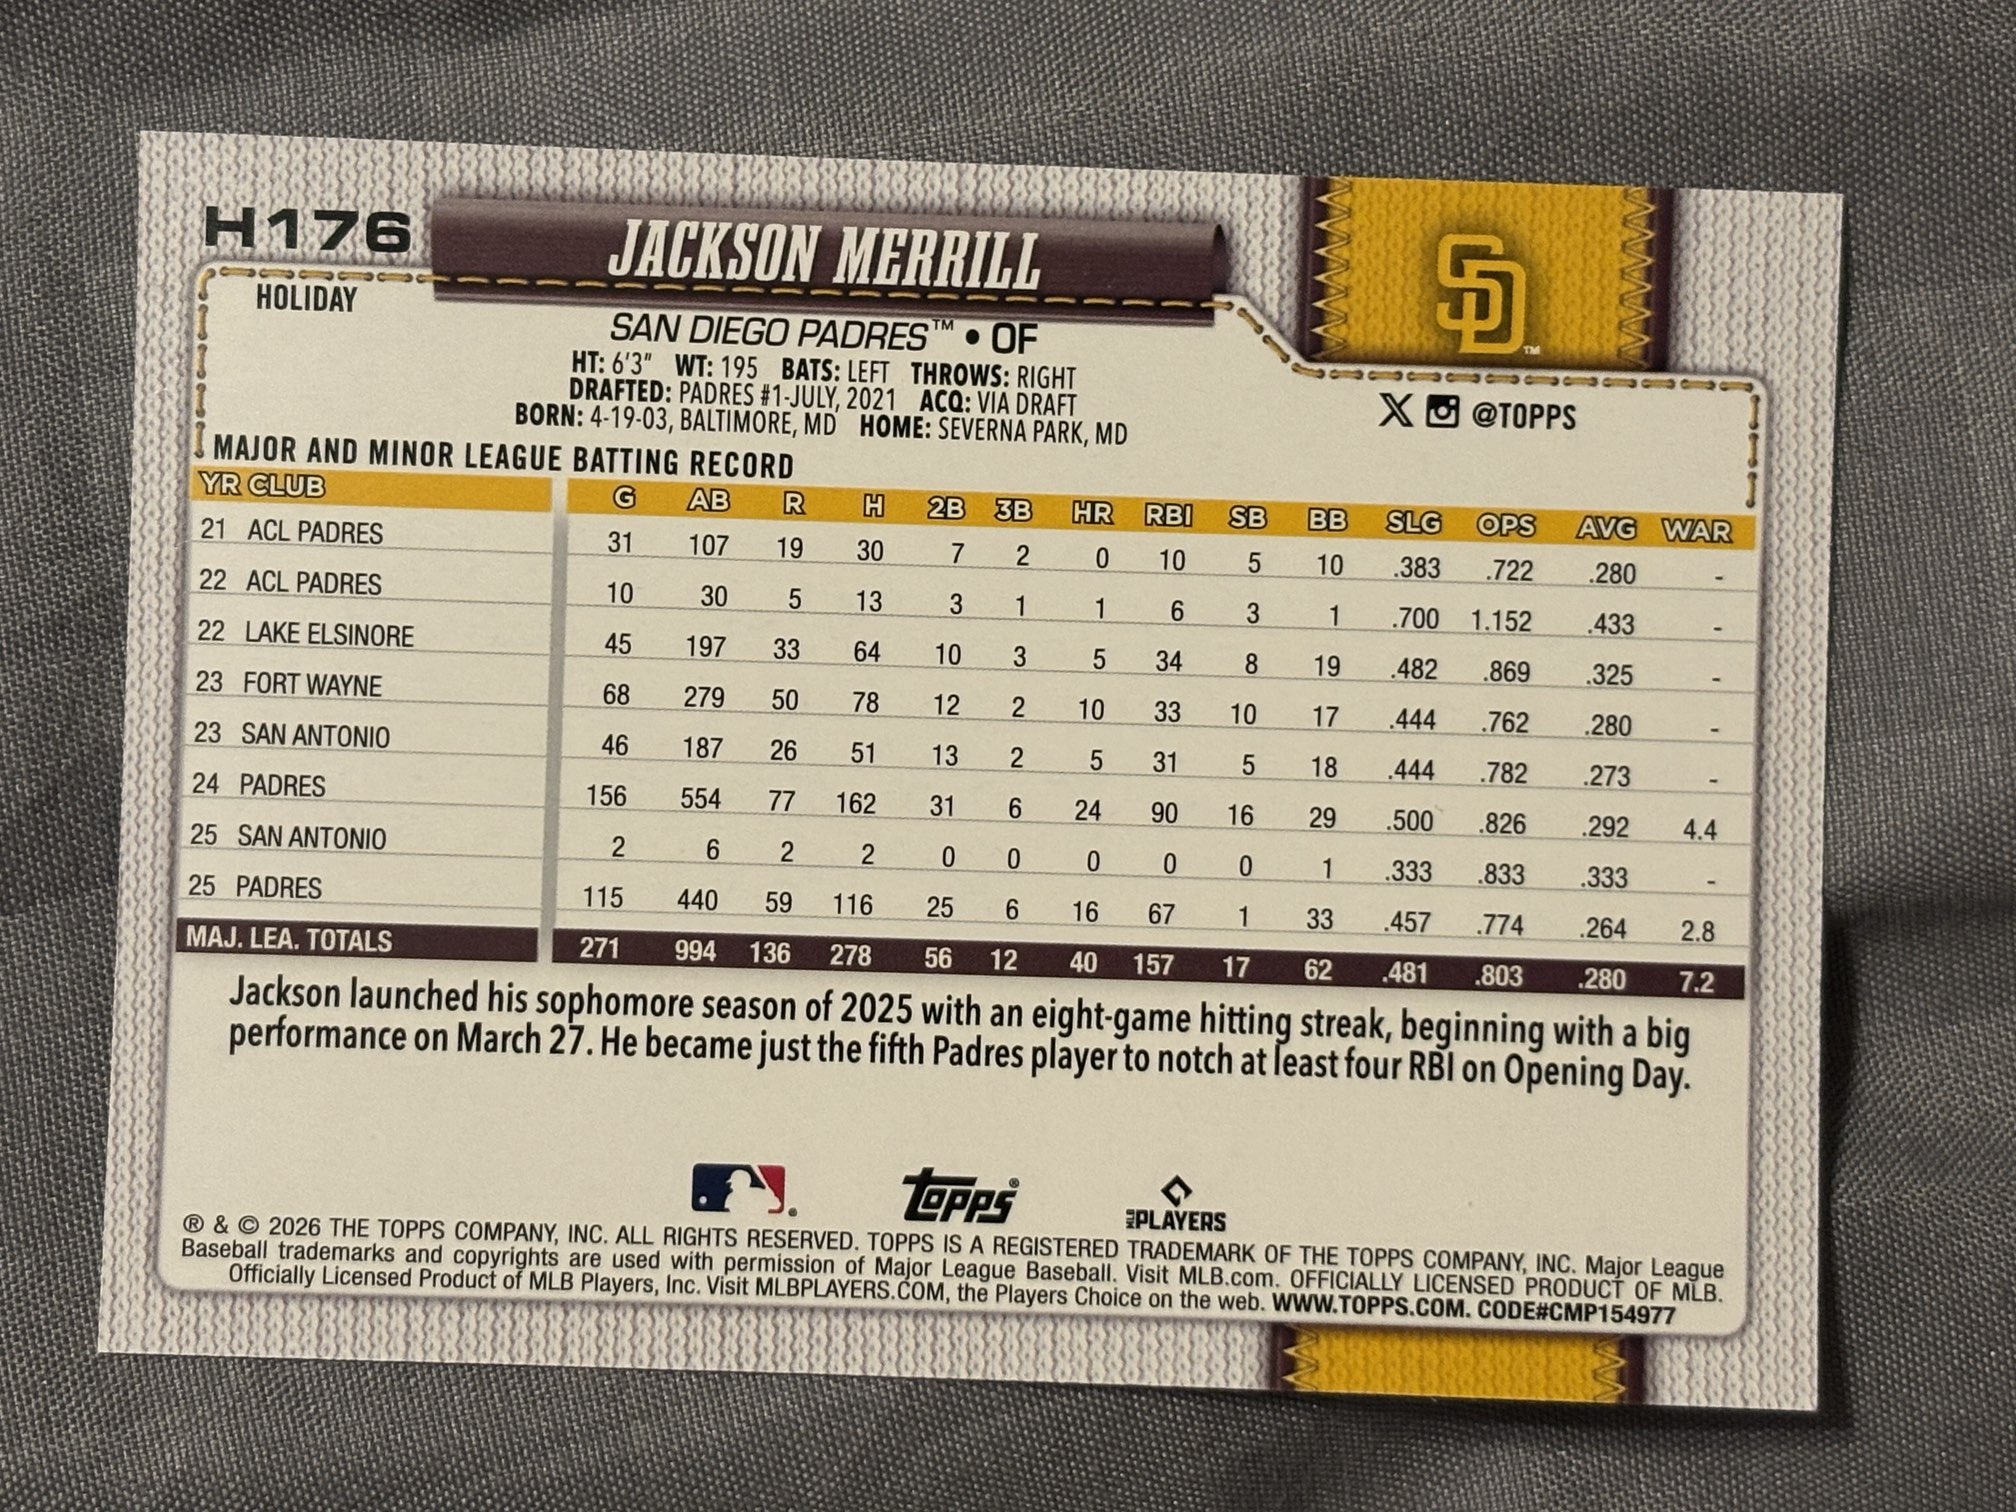 H176
JACKSON MERRILL
SD™
HOLIDAY
SAN DIEGO PADRES™ • OF
HT: 6'3" WT: 195 BATS: LEFT THROWS: RIGHT
DRAFTED: PADRES #1-JULY, 2021 ACQ: VIA DRAFT
BORN: 4-19-03, BALTIMORE, MD HOME: SEVERNA PARK, MD
X @TOPPS
MAJOR AND MINOR LEAGUE BATTING RECORD
YR CLUB G AB R H 2B 3B HR RBI SB BB SLG OPS AVG WAR
21 ACL PADRES 31 107 19 30 7 2 0 10 5 10 .383 .722 .280 -
22 ACL PADRES 10 30 5 13 3 1 1 6 3 1 .700 1.152 .433 -
22 LAKE ELSINORE 45 197 33 64 10 3 5 34 8 19 .482 .869 .325 -
23 FORT WAYNE 68 279 50 78 12 2 10 33 10 17 .444 .762 .280 -
23 SAN ANTONIO 46 187 26 51 13 2 5 31 5 18 .444 .782 .273 -
24 PADRES 156 554 77 162 31 6 24 90 16 29 .500 .826 .292 4.4
25 SAN ANTONIO 2 6 2 2 0 0 0 0 0 1 .333 .833 .333 -
25 PADRES 115 440 59 116 25 6 16 67 1 33 .457 .774 .264 2.8
MAJ. LEA. TOTALS 271 994 136 278 56 12 40 157 17 62 .481 .803 .280 7.2
Jackson launched his sophomore season of 2025 with an eight-game hitting streak, beginning with a big
performance on March 27. He became just the fifth Padres player to notch at least four RBI on Opening Day.
topps® MLB PLAYERS
® & © 2026 THE TOPPS COMPANY, INC. ALL RIGHTS RESERVED. TOPPS IS A REGISTERED TRADEMARK OF THE TOPPS COMPANY, INC. Major League
Baseball trademarks and copyrights are used with permission of Major League Baseball. Visit MLB.com. OFFICIALLY LICENSED PRODUCT OF MLB.
Officially Licensed Product of MLB Players, Inc. Visit MLBPLAYERS.COM, the Players Choice on the web. WWW.TOPPS.COM. CODE#CMP154977